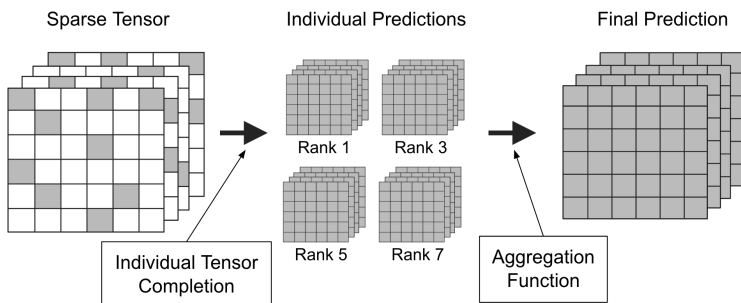 Sparse Tensor
Individual Predictions
Final Prediction
Rank 1
Rank 3
Rank 5
Rank 7
Individual Tensor
Completion
Aggregation
Function